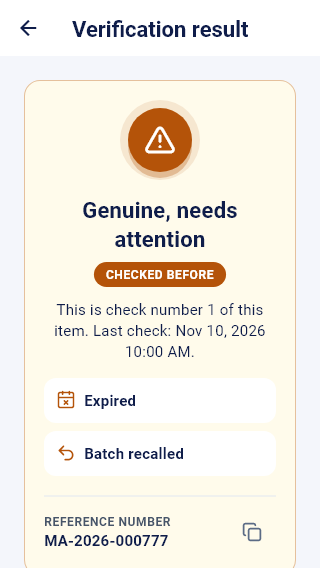 Verification result
Genuine, needs
attention
CHECKED BEFORE
This is check number 1 of this
item. Last check: Nov 10, 2026
10:00 AM.
Expired
Batch recalled
REFERENCE NUMBER
MA-2026-000777